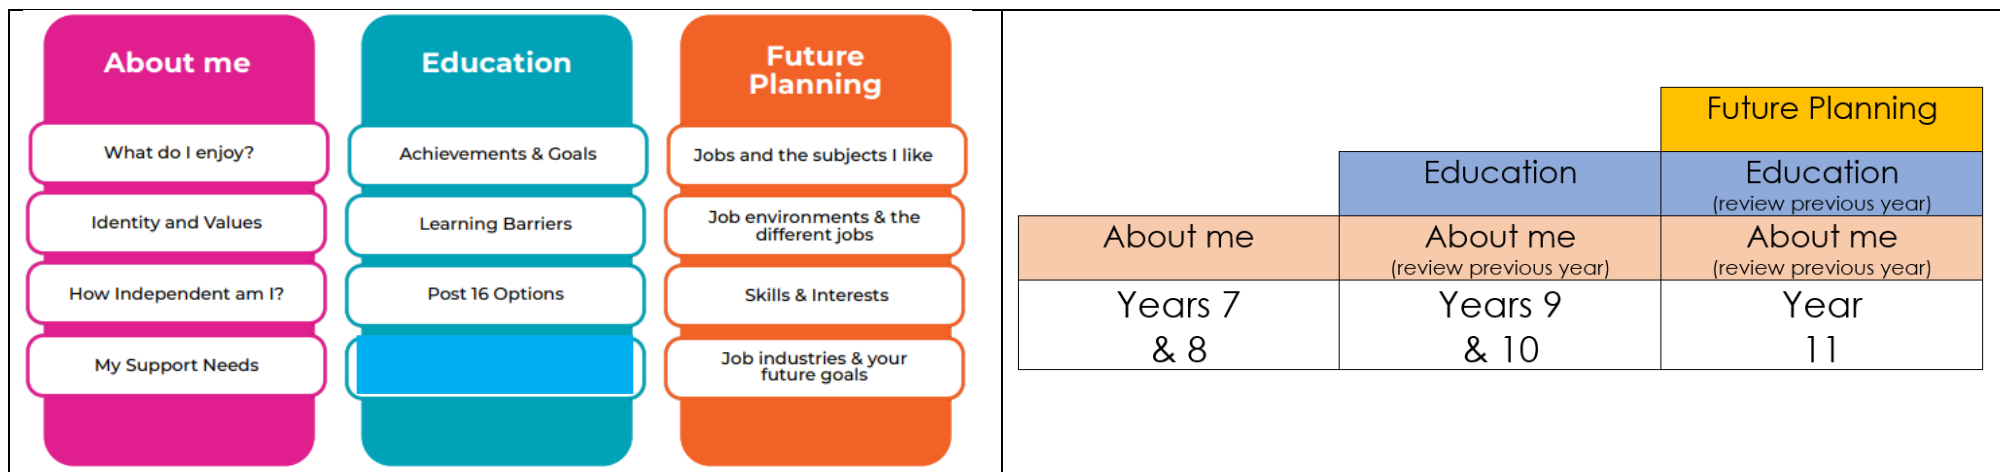 About me
What do I enjoy?
Identity and Values
How Independent am I?
My Support Needs
Education
Achievements & Goals
Learning Barriers
Post 16 Options
Future
Planning
Jobs and the subjects I like
Job environments & the
different jobs
Skills & Interests
Job industries & your
future goals
Future Planning
Education
Education
(review previous year)
About me
About me
(review previous year)
About me
(review previous year)
Years 7
& 8
Years 9
& 10
Year
11